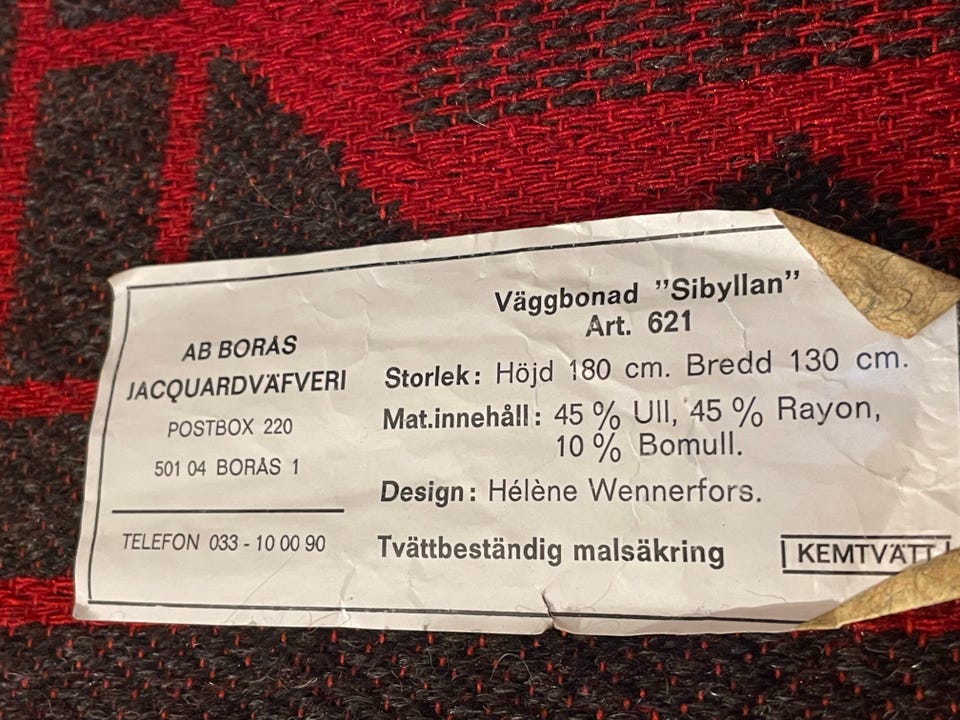 AB BORÅS
JACQUARDVÄFVERI
POSTBOX 220
501 04 BORÅS 1
TELEFON 033 - 10 00 90
Väggbonad ”Sibyllan”
Art. 621
Storlek: Höjd 180 cm. Bredd 130 cm.
Mat.innehåll: 45 % Ull, 45 % Rayon,
10 % Bomull.
Design: Hélène Wennerfors.
Tvättbeständig malsäkring
KEMTVÄTT